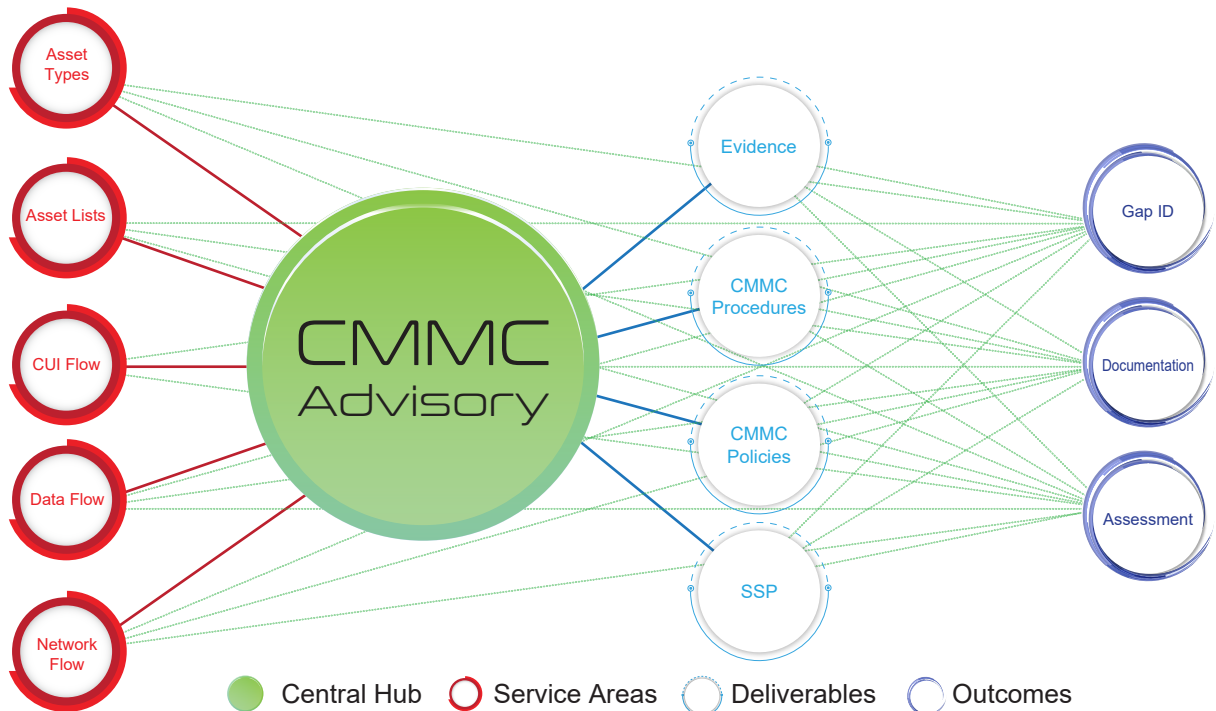 Asset
Types
Asset Lists
CUI Flow
Data Flow
Network
Flow
CMMC
Advisory
Evidence
CMMC
Procedures
CMMC
Policies
SSP
Gap ID
Documentation
Assessment
Central Hub
Service Areas
Deliverables
Outcomes